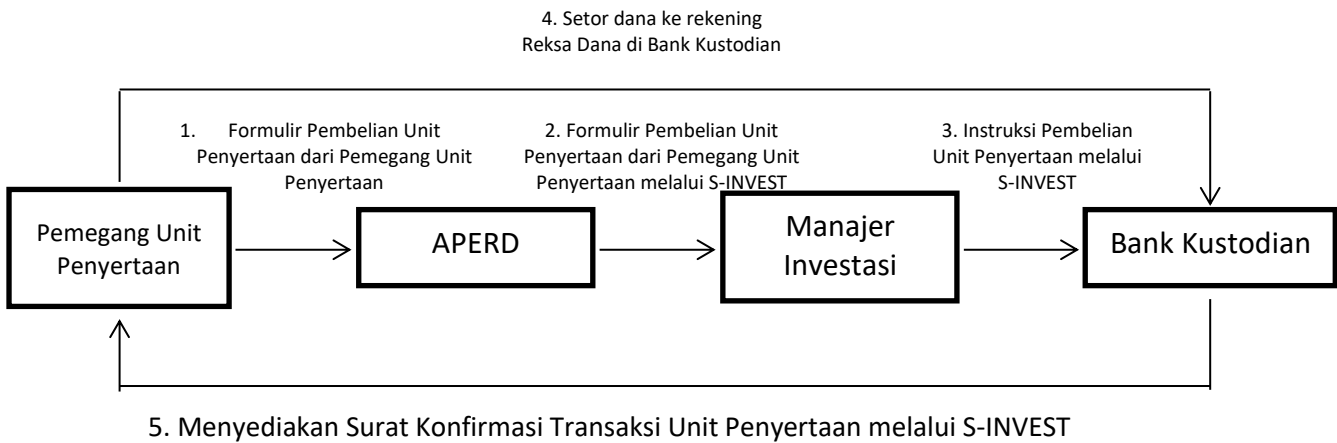 4. Setor dana ke rekening
Reksa Dana di Bank Kustodian
1. Formulir Pembelian Unit
Penyertaan dari Pemegang Unit
Penyertaan
2. Formulir Pembelian Unit
Penyertaan dari Pemegang Unit
Penyertaan melalui S-INVEST
3. Instruksi Pembelian
Unit Penyertaan melalui
S-INVEST
Pemegang Unit
Penyertaan
APERD
Manajer
Investasi
Bank Kustodian
5. Menyediakan Surat Konfirmasi Transaksi Unit Penyertaan melalui S-INVEST